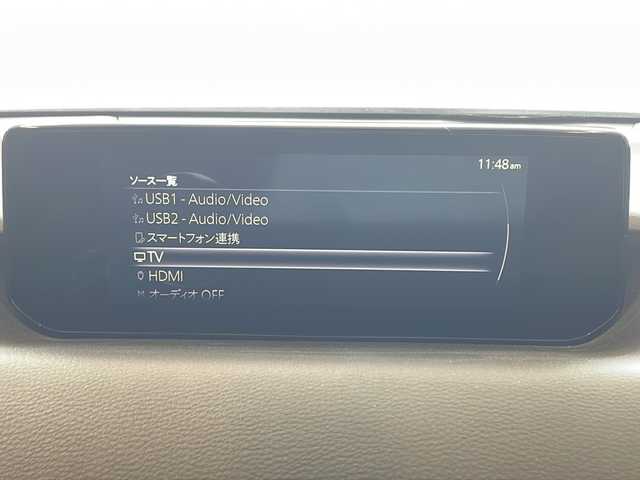 11:48am
ソース一覧
USB1 - Audio/Video
USB2 - Audio/Video
スマートフォン連携
TV
HDMI
オーディオ OFF